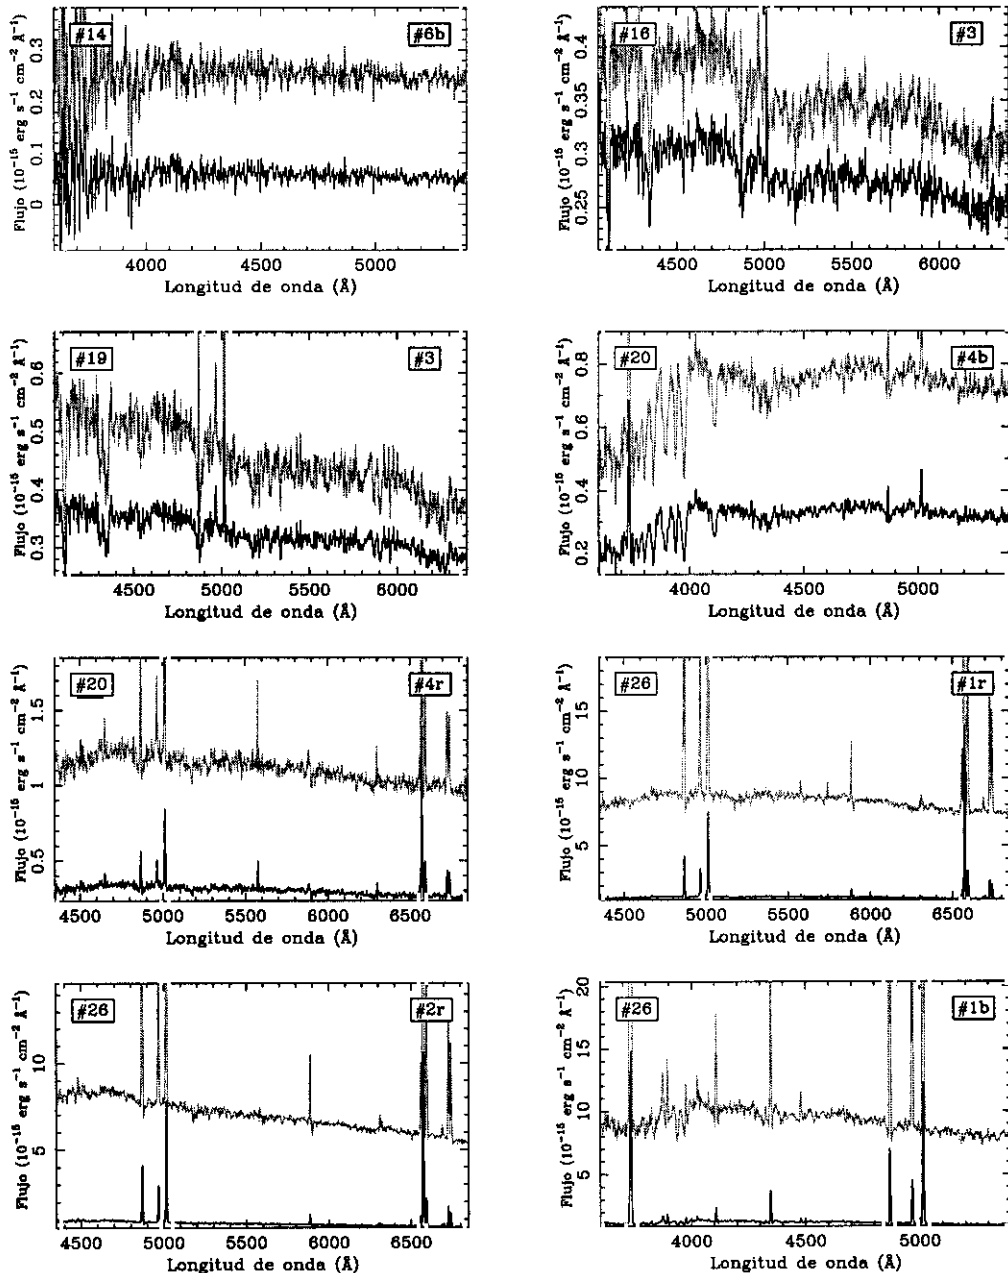 #14 #6b
Flujo (10⁻¹⁵ erg s⁻¹ cm⁻² Å⁻¹)
0 0.1 0.2 0.3
4000 4500 5000
Longitud de onda (Å)
#16 #3
Flujo (10⁻¹⁵ erg s⁻¹ cm⁻² Å⁻¹)
0.25 0.3 0.35 0.4
4500 5000 5500 6000
Longitud de onda (Å)
#19 #3
Flujo (10⁻¹⁵ erg s⁻¹ cm⁻² Å⁻¹)
0.3 0.4 0.5 0.6
4500 5000 5500 6000
Longitud de onda (Å)
#20 #4b
Flujo (10⁻¹⁵ erg s⁻¹ cm⁻² Å⁻¹)
0.2 0.4 0.6 0.8
4000 4500 5000
Longitud de onda (Å)
#20 #4r
Flujo (10⁻¹⁵ erg s⁻¹ cm⁻² Å⁻¹)
0.5 1 1.5
4500 5000 5500 6000 6500
Longitud de onda (Å)
#26 #1r
Flujo (10⁻¹⁵ erg s⁻¹ cm⁻² Å⁻¹)
5 10 15
4500 5000 5500 6000 6500
Longitud de onda (Å)
#26 #2r
Flujo (10⁻¹⁵ erg s⁻¹ cm⁻² Å⁻¹)
5 10
4500 5000 5500 6000 6500
Longitud de onda (Å)
#26 #1b
Flujo (10⁻¹⁵ erg s⁻¹ cm⁻² Å⁻¹)
5 10 15 20
4000 4500 5000
Longitud de onda (Å)